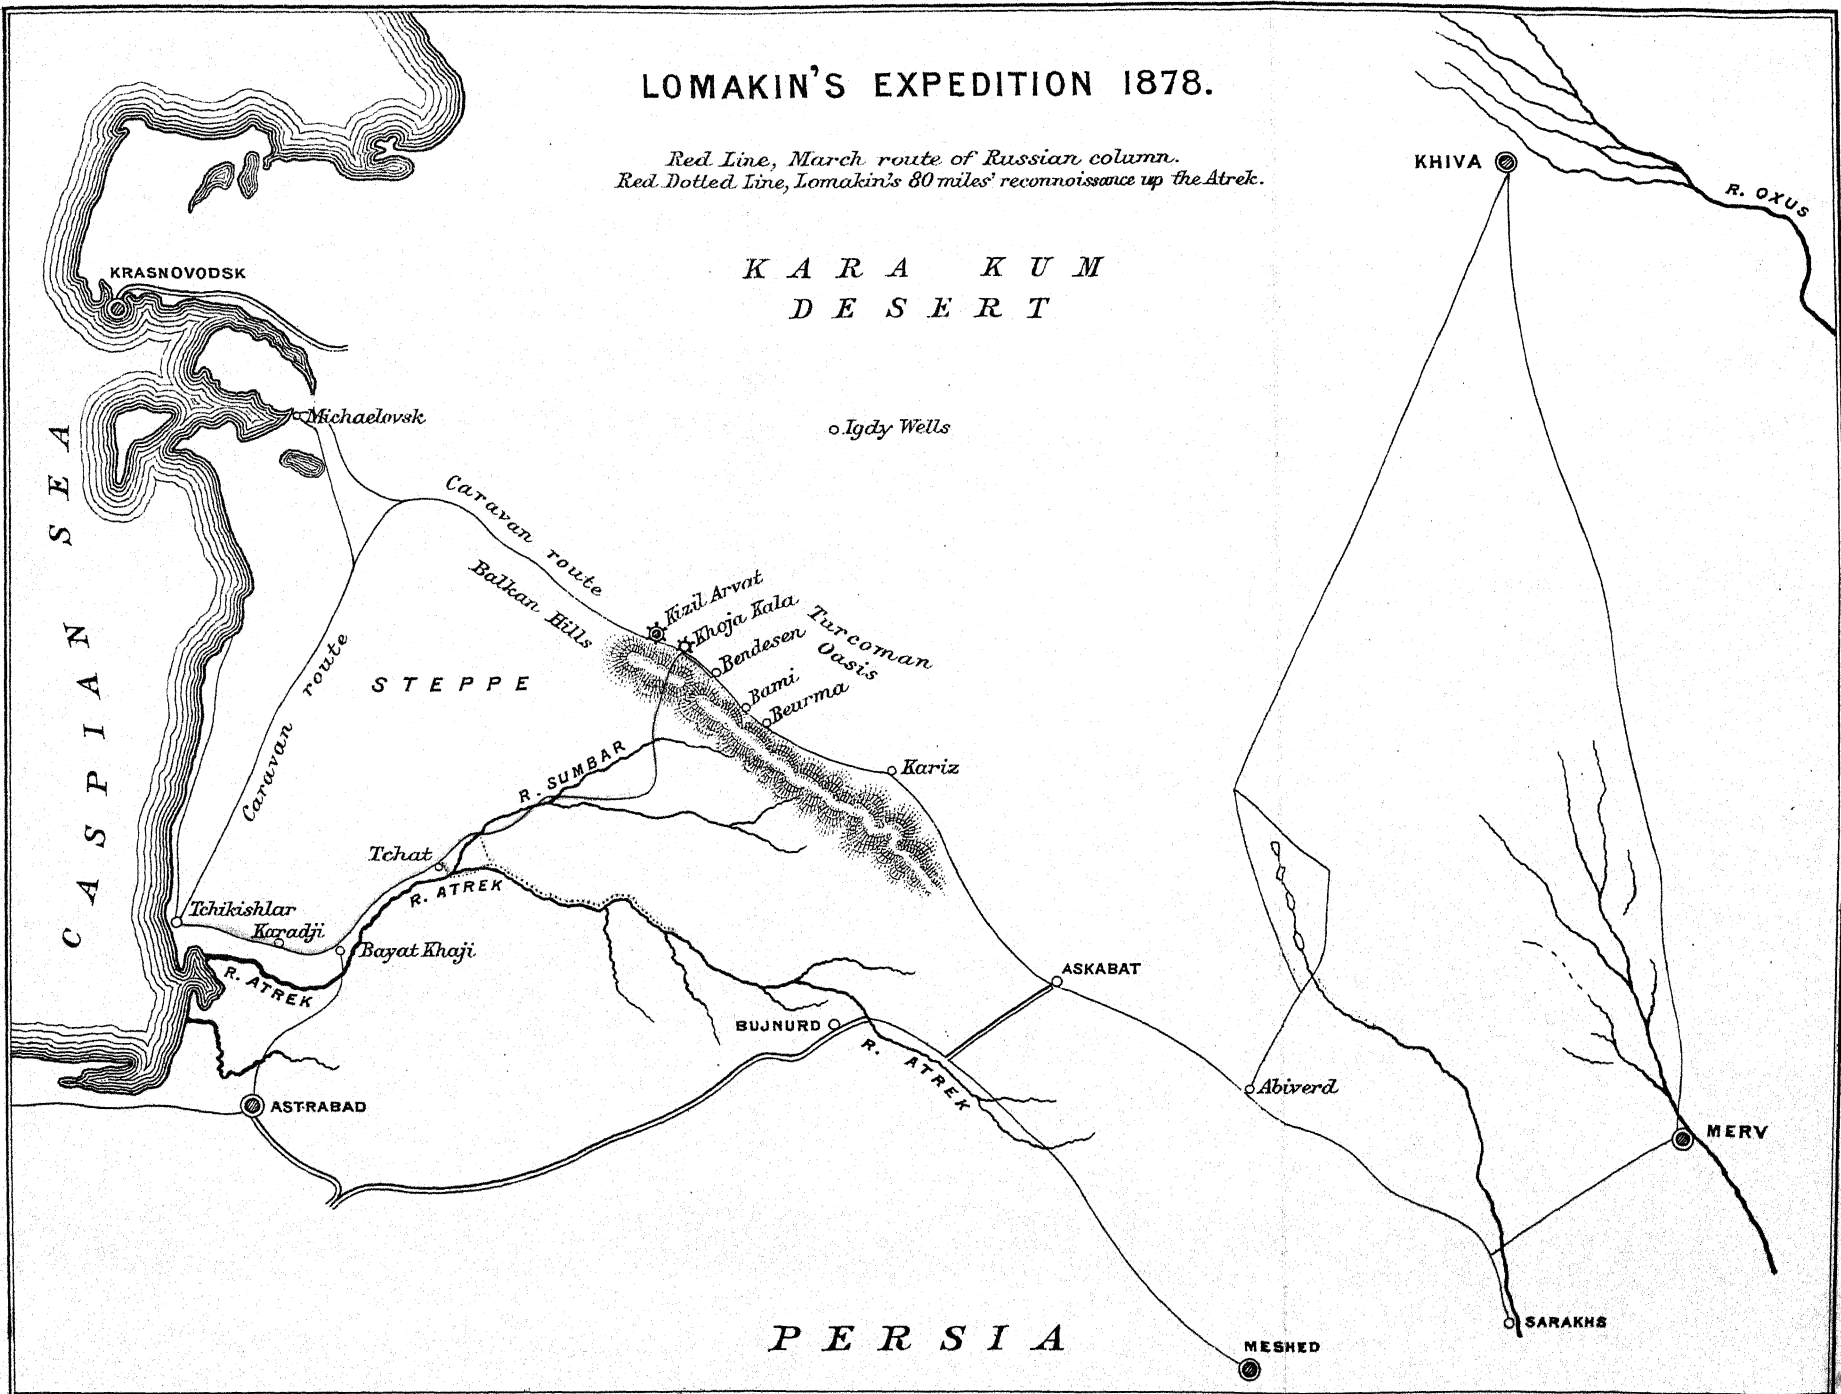 LOMAKIN'S EXPEDITION 1878.
Red Line, March route of Russian column.
Red Dotted Line, Lomakin's 80 miles' reconnoissance up the Atrek.
KHIVA
R. OXUS
KARA KUM
DESERT
KRASNOVODSK
Michaelovsk
Igdy Wells
CASPIAN SEA
Caravan route
Balkan Hills
Kizil Arvat
Khoja Kala
Bendesen
Bami
Beurma
Turcoman
Oasis
Caravan route
STEPPE
R. SUMBAR
Kariz
Tchat
R. ATREK
Tchikishlar
Karadji
Bayat Khaji
R. ATREK
ASKABAT
BUJNURD
R. ATREK
Abiverd
ASTRABAD
MERV
SARAKHS
PERSIA
MESHED